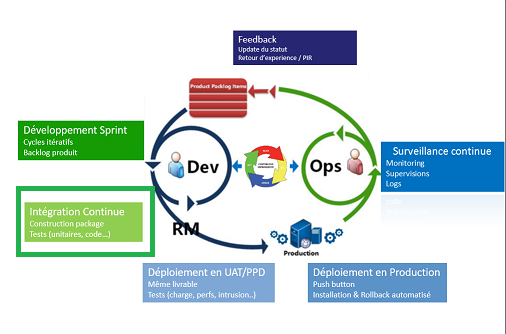 Feedback
Update du statut
Retour d'experience / PIR
Product Packlog Items
Développement Sprint
Cycles itératifs
Backlog produit
Dev
Ops
Surveillance continue
Monitoring
Supervisions
Logs
Intégration Continue
Construction package
Tests (unitaires, code...)
RM
Production
Déploiement en UAT/PPD
Même livrable
Tests (charge, perfs, intrusion..)
Déploiement en Production
Push button
Installation & Rollback automatisé